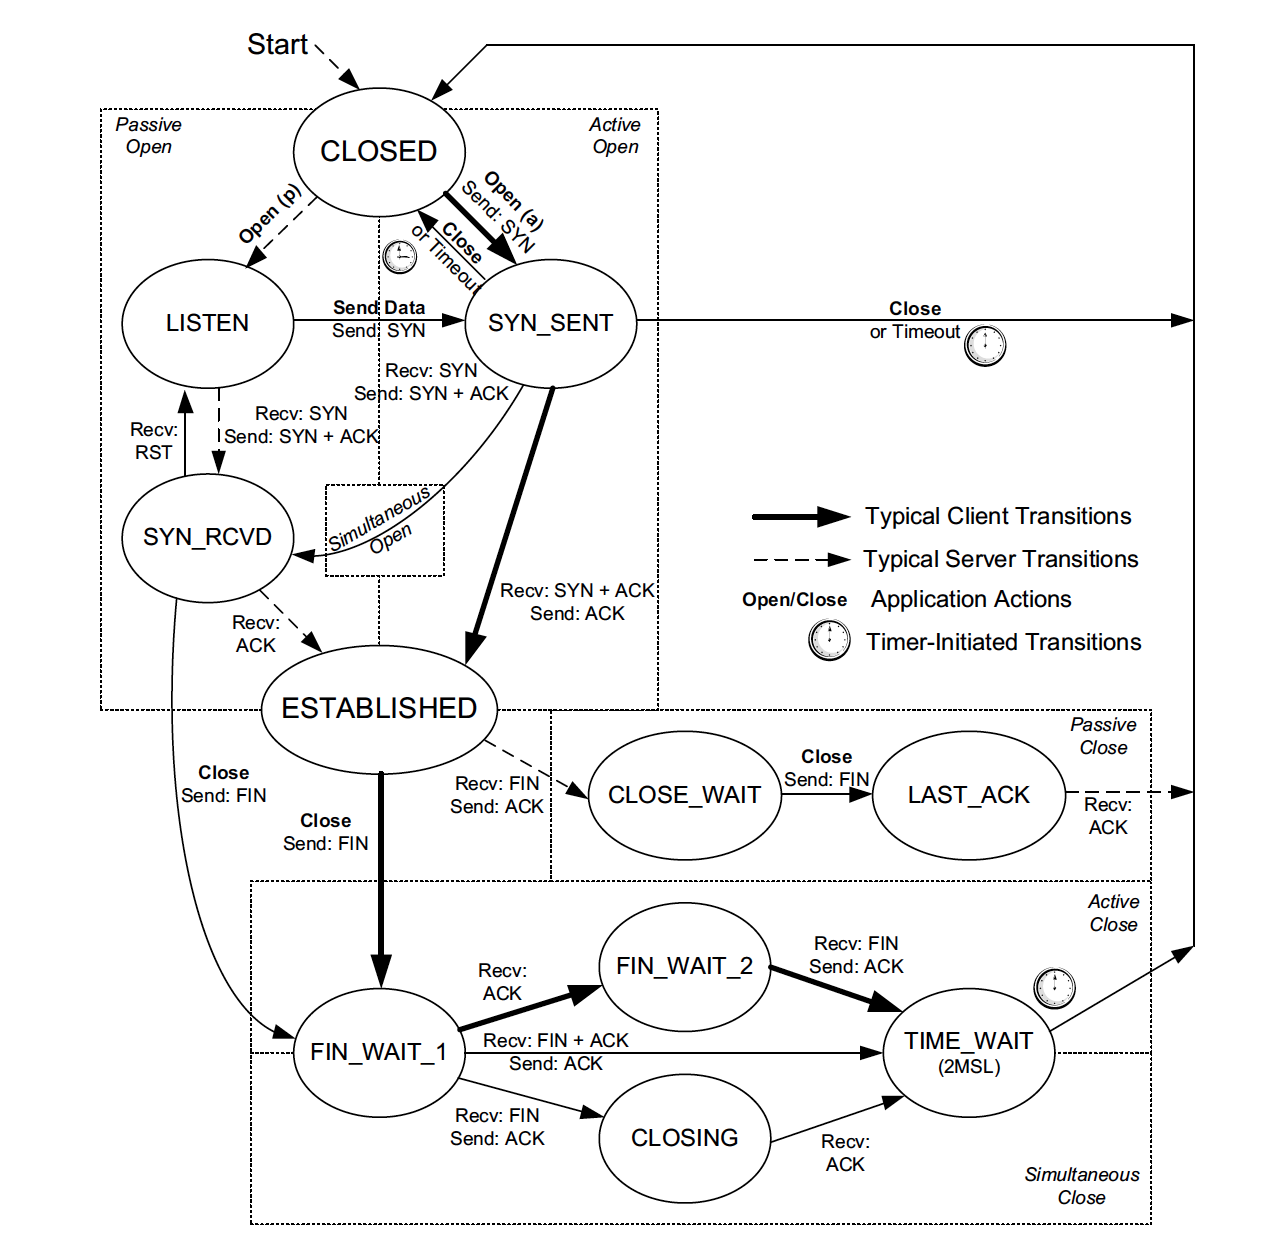 Start
Passive
Open
Active
Open
CLOSED
Open (p)
Open (a)
Send: SYN
Close
or Timeout
LISTEN
Send Data
Send: SYN
SYN_SENT
Close
or Timeout
Recv: SYN
Send: SYN + ACK
Recv: SYN
Send: SYN + ACK
Recv:
RST
SYN_RCVD
Simultaneous
Open
Typical Client Transitions
Typical Server Transitions
Open/Close Application Actions
Timer-Initiated Transitions
Recv: SYN + ACK
Send: ACK
Recv:
ACK
ESTABLISHED
Passive
Close
Close
Send: FIN
Recv: FIN
Send: ACK
CLOSE_WAIT
Close
Send: FIN
LAST_ACK
Recv:
ACK
Close
Send: FIN
Active
Close
FIN_WAIT_2
Recv: FIN
Send: ACK
Recv:
ACK
FIN_WAIT_1
Recv: FIN + ACK
Send: ACK
TIME_WAIT
(2MSL)
Recv: FIN
Send: ACK
CLOSING
Recv:
ACK
Simultaneous
Close